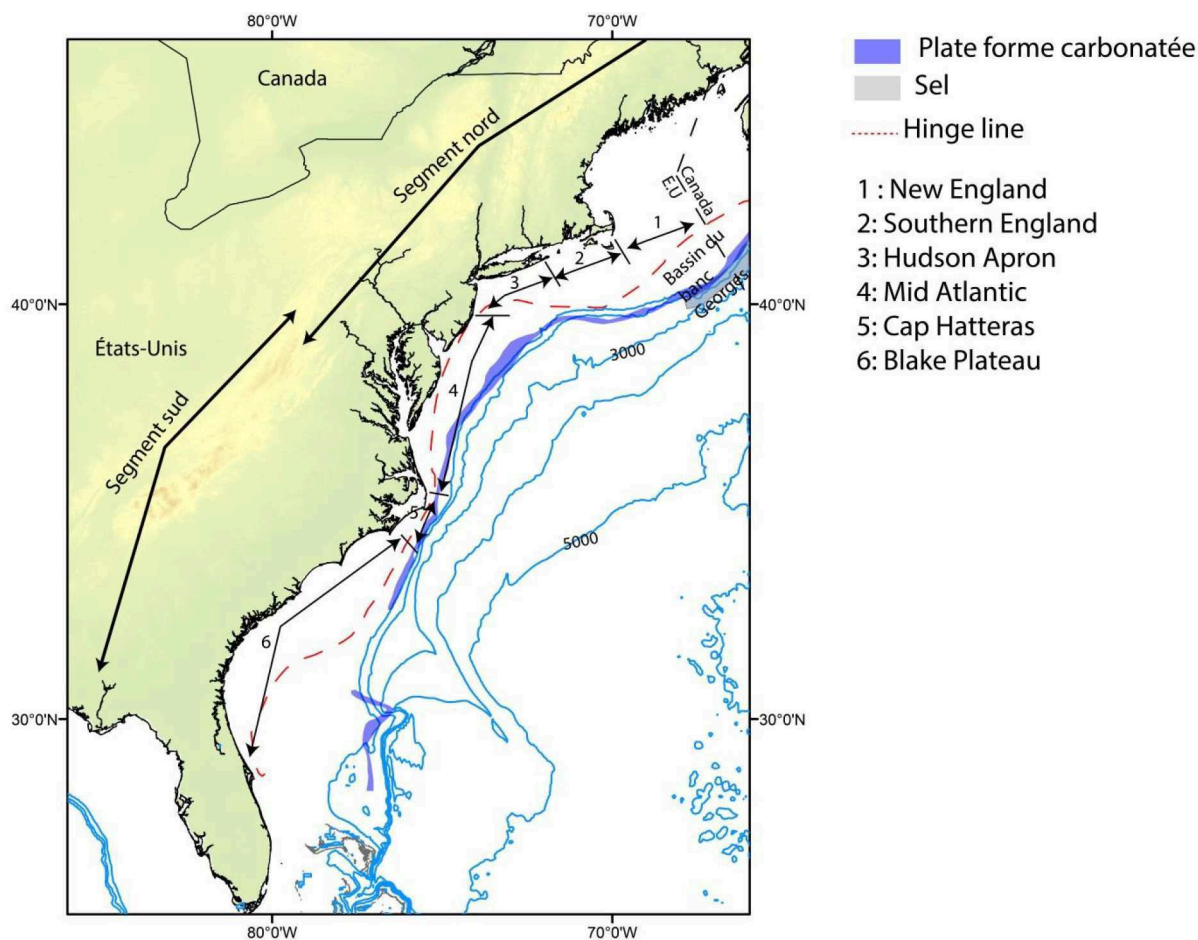 80°0'W
70°0'W
Canada
Segment nord
Canada
E.U
1
2
3
Bassin du
banc
Georges
40°0'N
40°0'N
États-Unis
3000
4
Segment sud
5
5000
6
30°0'N
30°0'N
80°0'W
70°0'W
Plate forme carbonatée
Sel
Hinge line
1 : New England
2: Southern England
3: Hudson Apron
4: Mid Atlantic
5: Cap Hatteras
6: Blake Plateau